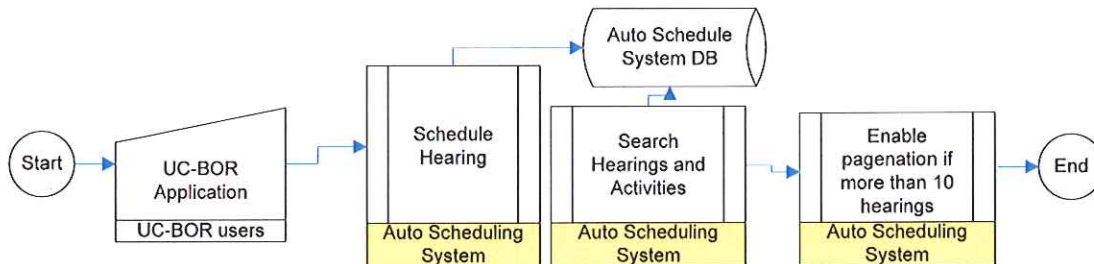 Start
UC-BOR
Application
UC-BOR users
Schedule
Hearing
Auto Scheduling
System
Auto Schedule
System DB
Search
Hearings and
Activities
Auto Scheduling
System
Enable
pagenation if
more than 10
hearings
Auto Scheduling
System
End